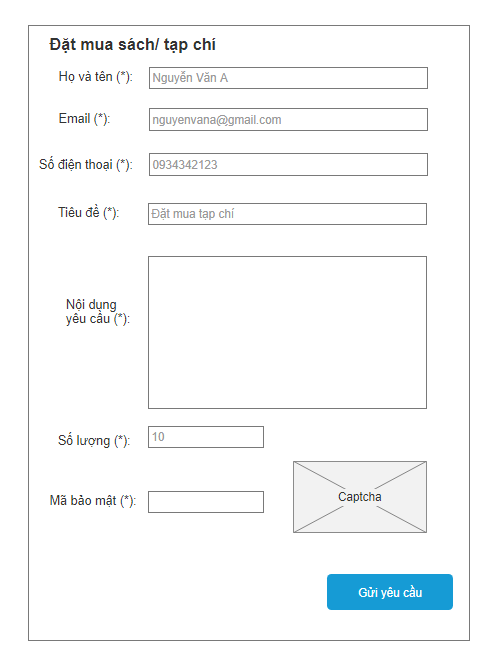 Đặt mua sách/ tạp chí
Họ và tên (*):
Nguyễn Văn A
Email (*):
nguyenvana@gmail.com
Số điện thoại (*):
0934342123
Tiêu đề (*):
Đặt mua tạp chí
Nội dụng
yêu cầu (*):
Số lượng (*):
10
Mã bảo mật (*):
Captcha
Gửi yêu cầu